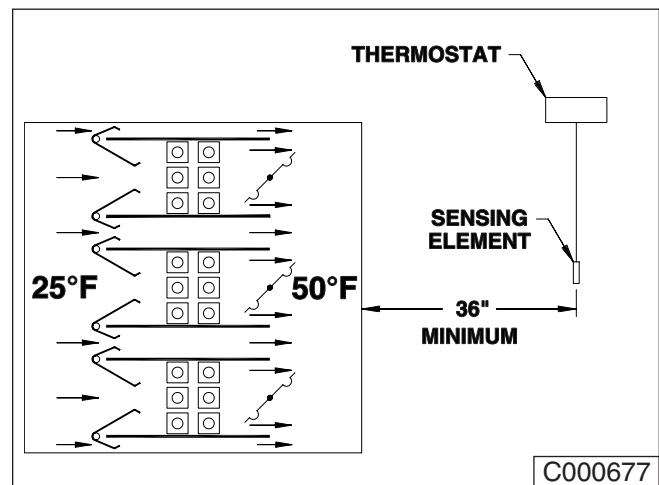 THERMOSTAT
SENSING
ELEMENT
25°F
50°F
36"
MINIMUM
C000677